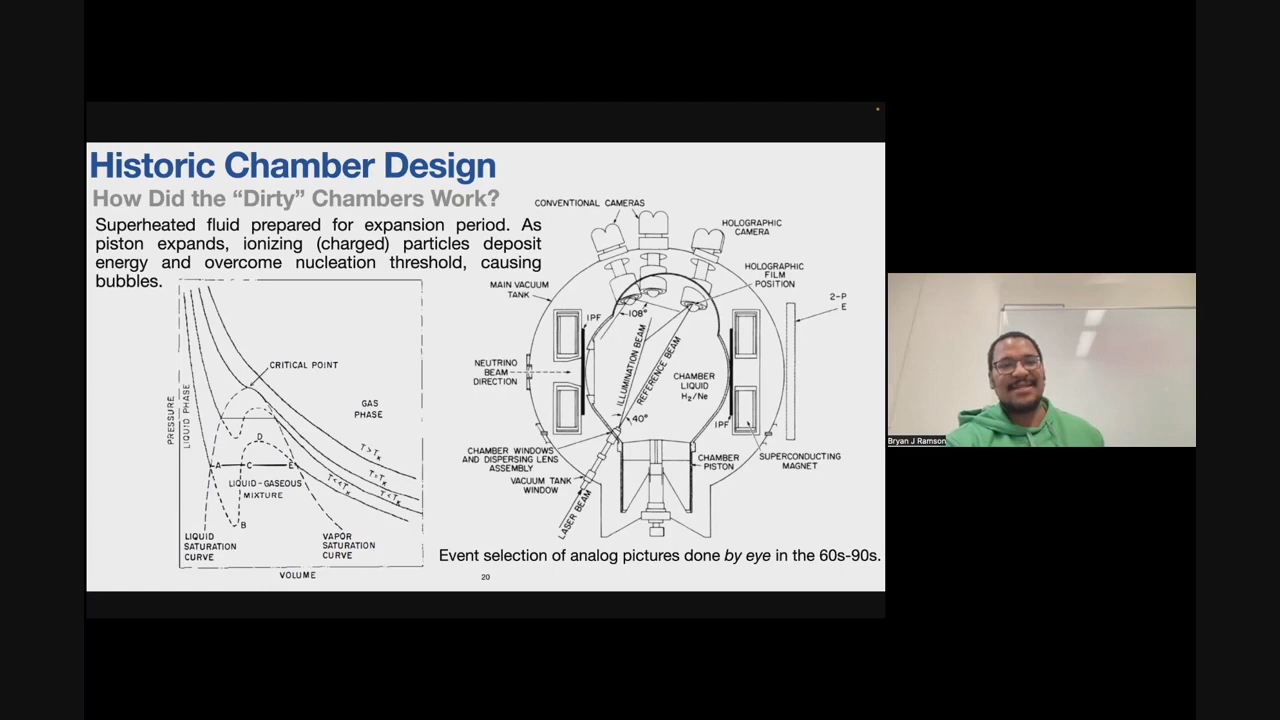 Historic Chamber Design
How Did the “Dirty” Chambers Work?
Superheated fluid prepared for expansion period. As
piston expands, ionizing (charged) particles deposit
energy and overcome nucleation threshold, causing
bubbles.
PRESSURE
LIQUID PHASE
CRITICAL POINT
GAS
PHASE
T>Tκ
T=Tκ
T<Tκ
T<<Tκ
D
A
C
E
LIQUID-GASEOUS
MIXTURE
B
LIQUID
SATURATION
CURVE
VAPOR
SATURATION
CURVE
VOLUME
CONVENTIONAL CAMERAS
HOLOGRAPHIC
CAMERA
HOLOGRAPHIC
FILM
POSITION
MAIN VACUUM
TANK
2-P
E
IPF
108°
ILLUMINATION BEAM
REFERENCE BEAM
NEUTRINO
BEAM
DIRECTION
CHAMBER
LIQUID
H₂/Ne
40°
IPF
CHAMBER WINDOWS
AND DISPERSING LENS
ASSEMBLY
CHAMBER
PISTON
SUPERCONDUCTING
MAGNET
VACUUM TANK
WINDOW
LASER BEAM
Event selection of analog pictures done by eye in the 60s-90s.
20
Bryan J Ramson